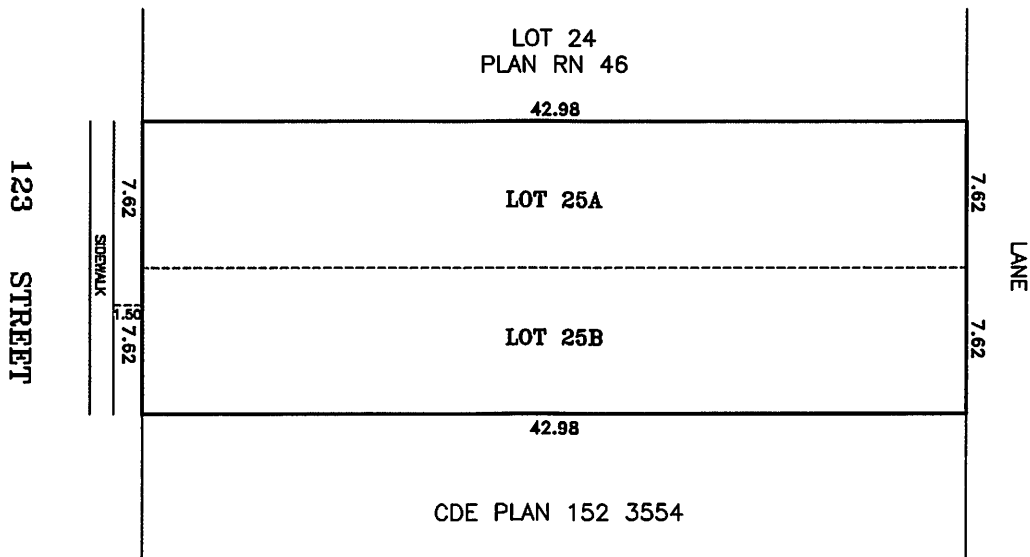 LOT 24
PLAN RN 46
42.98
7.62
LOT 25A
7.62
123 STREET
SIDEWALK
LANE
1.50
7.62
LOT 25B
7.62
42.98
CDE PLAN 152 3554